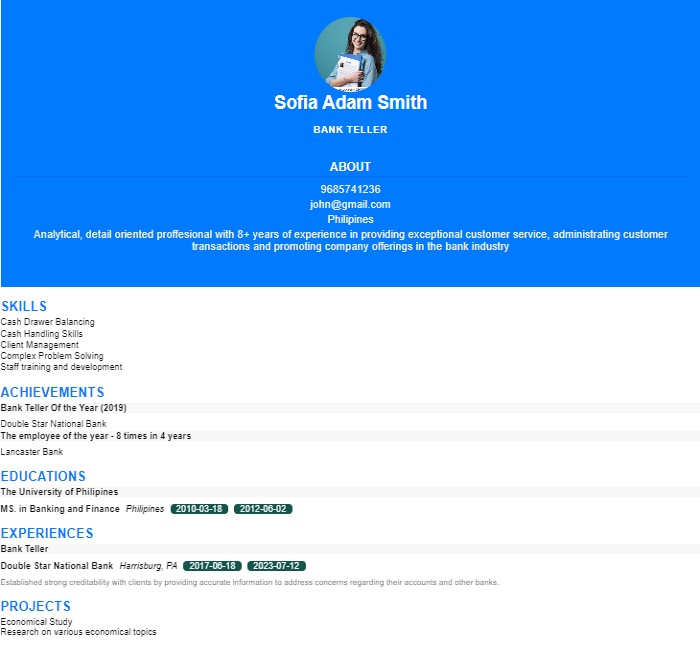 Sofia Adam Smith
BANK TELLER
ABOUT
9685741236
john@gmail.com
Philipines
Analytical, detail oriented proffesional with 8+ years of experience in providing exceptional customer service, administrating customer
transactions and promoting company offerings in the bank industry
SKILLS
Cash Drawer Balancing
Cash Handling Skills
Client Management
Complex Problem Solving
Staff training and development
ACHIEVEMENTS
Bank Teller Of the Year (2019)
Double Star National Bank
The employee of the year - 8 times in 4 years
Lancaster Bank
EDUCATIONS
The University of Philipines
MS. in Banking and Finance Philipines 2010-03-18 2012-06-02
EXPERIENCES
Bank Teller
Double Star National Bank Harrisburg, PA 2017-06-18 2023-07-12
Established strong creditability with clients by providing accurate information to address concerns regarding their accounts and other banks.
PROJECTS
Economical Study
Research on various economical topics